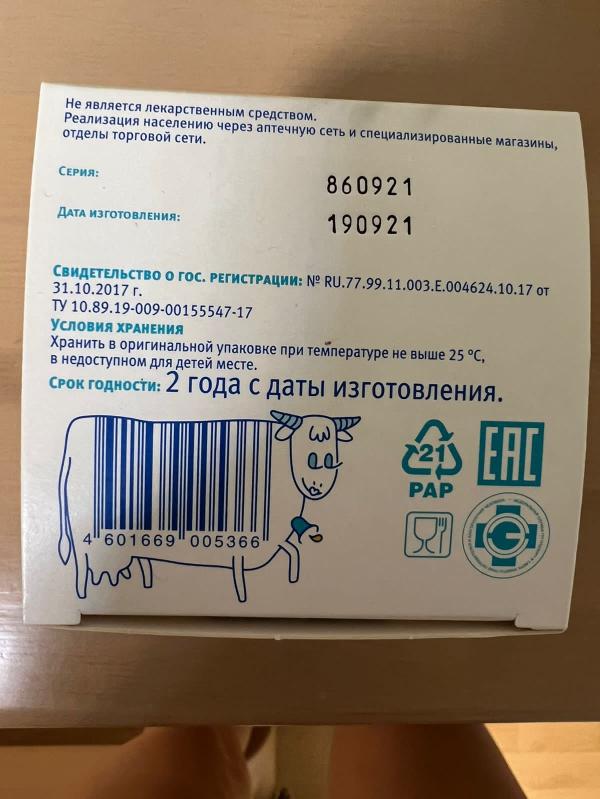 Не является лекарственным средством.
Реализация населению через аптечную сеть и специализированные магазины,
отделы торговой сети.
Серия:
860921
Дата изготовления:
190921
Свидетельство о гос. регистрации: № RU.77.99.11.003.Е.004624.10.17 от
31.10.2017 г.
ТУ 10.89.19-009-00155547-17
Условия хранения
Хранить в оригинальной упаковке при температуре не выше 25 °С,
в недоступном для детей месте.
Срок годности: 2 года с даты изготовления.
21
PAP
EAC
4 601669 005366